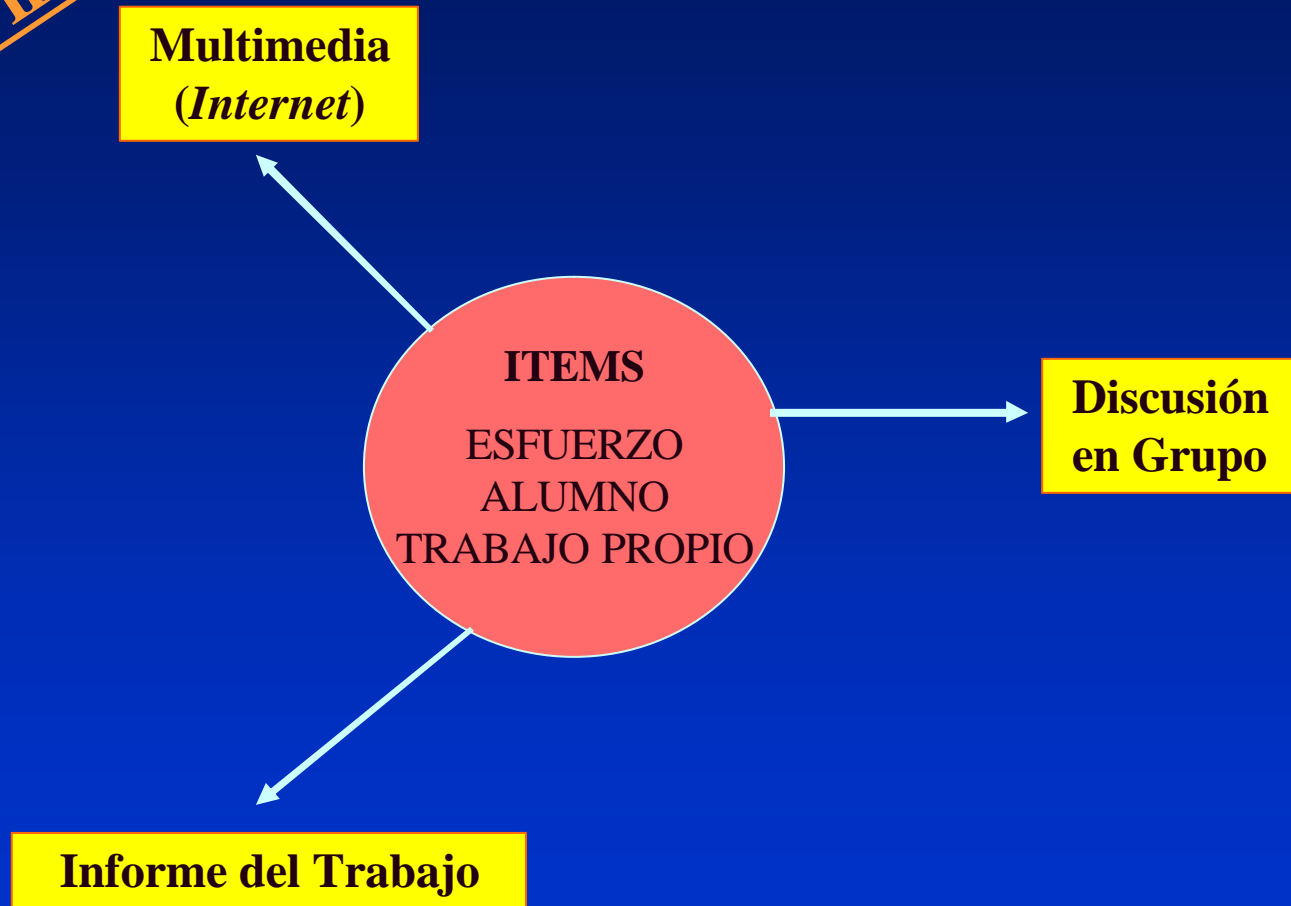 Multimedia
(Internet)
ITEMS
ESFUERZO
ALUMNO
TRABAJO PROPIO
Discusión
en Grupo
Informe del Trabajo